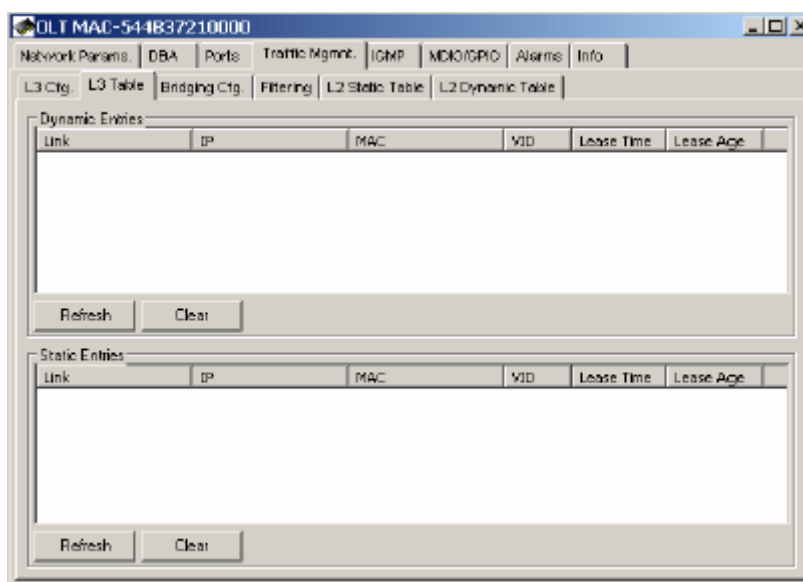 OLT MAC-544B37210000
Network Params. DBA Ports Traffic Mgmnt. IGMP MDIO/GPIO Alarms Info
L3 Cfg. L3 Table Bridging Cfg. Filtering L2 Static Table L2 Dynamic Table
Dynamic Entries
Link IP MAC VID Lease Time Lease Age
Refresh Clear
Static Entries
Link IP MAC VID Lease Time Lease Age
Refresh Clear